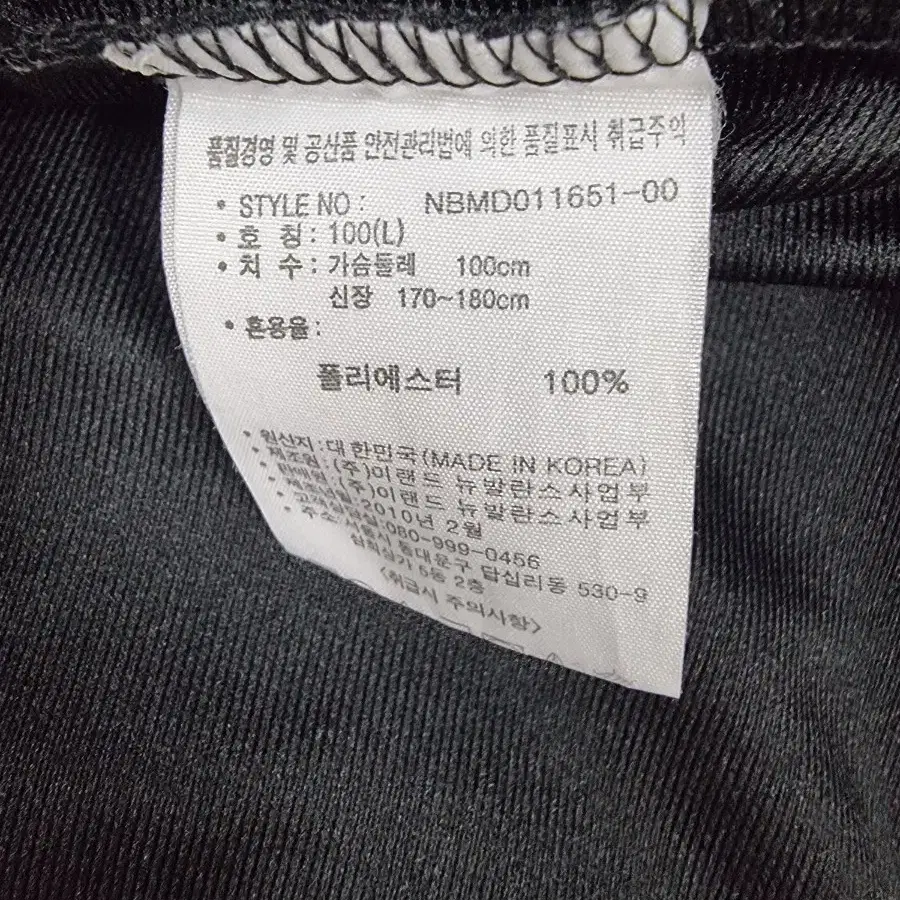 품질경영 및 공산품 안전관리법에 의한 품질표시 취급주의
• STYLE NO : NBMD011651-00
• 호 칭 : 100(L)
• 치 수 : 가슴둘레 100cm
신장 170~180cm
• 혼용율 :
폴리에스터 100%
• 원산지 : 대한민국(MADE IN KOREA)
• 제조원 : (주)이랜드 뉴발란스사업부
• 판매원 : (주)이랜드 뉴발란스사업부
• 제조년월 : 2010년 2월
• 고객상담실 : 080-999-0456
• 주소 : 서울시 동대문구 답십리동 530-9
삼희상가 5동 2층
<취급시 주의사항>